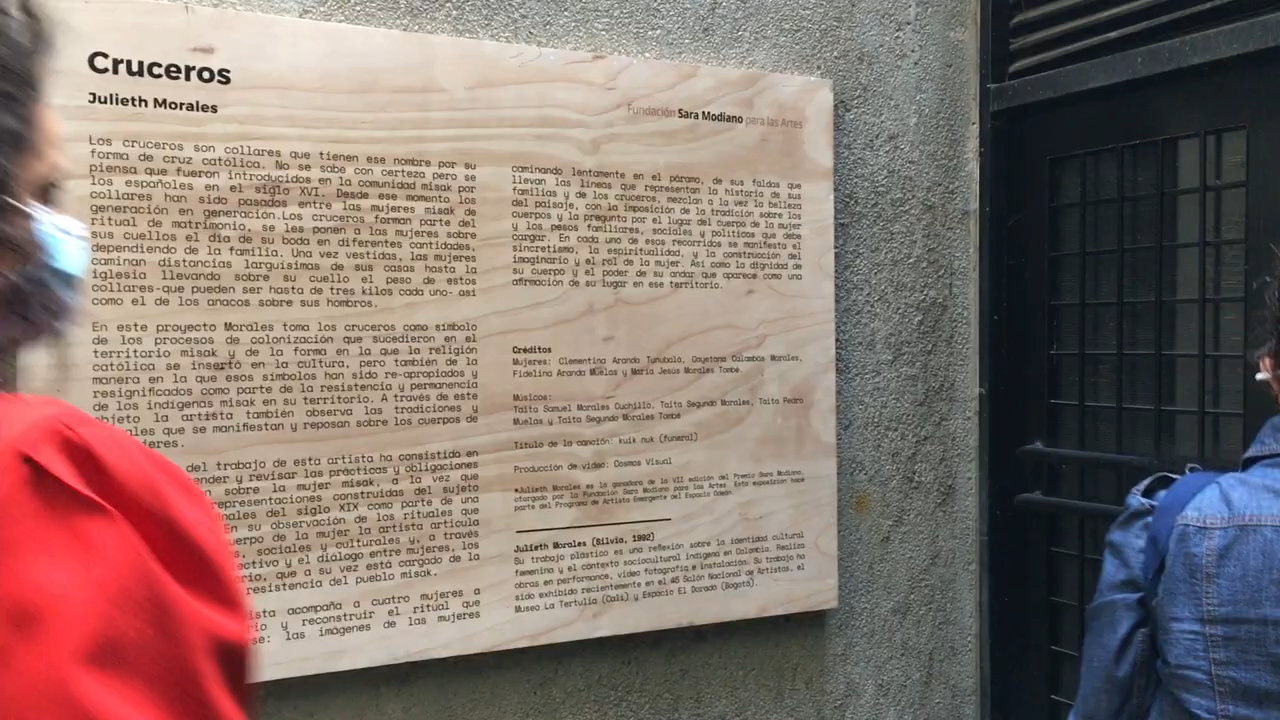 Cruceros
Julieth Morales
Fundación Sara Modiano para las Artes
Los cruceros son collares que tienen ese nombre por su
forma de cruz católica. No se sabe con certeza pero se
piensa que fueron introducidos en la comunidad misak por
los españoles en el siglo XVI. Desde ese momento los
collares han sido pasados entre las mujeres misak de
generación en generación.Los cruceros forman parte del
ritual de matrimonio, se les ponen a las mujeres sobre
sus cuellos el día de su boda en diferentes cantidades,
dependiendo de la familia. Una vez vestidas, las mujeres
caminan distancias larguísimas de sus casas hasta la
iglesia llevando sobre su cuello el peso de estos
collares-que pueden ser hasta de tres kilos cada uno- así
como el de los anacos sobre sus hombros.
En este proyecto Morales toma los cruceros como símbolo
de los procesos de colonización que sucedieron en el
territorio misak y de la forma en la que la religión
católica se insertó en la cultura, pero también de la
manera en la que esos símbolos han sido re-apropiados y
resignificados como parte de la resistencia y permanencia
de los indígenas misak en su territorio. A través de este
objeto la artista también observa las tradiciones y
que se manifiestan y reposan sobre los cuerpos de
del trabajo de esta artista ha consistido en
y revisar las prácticas y obligaciones
sobre la mujer misak, a la vez que
representaciones construidas del sujeto
del siglo XIX como parte de una
En su observación de los rituales que
cuerpo de la mujer la artista articula
sociales y culturales y, a través
y el diálogo entre mujeres, los
que a su vez está cargado de la
resistencia del pueblo misak.
acompaña a cuatro mujeres a
y reconstruir el ritual que
las imágenes de las mujeres
caminando lentamente en el páramo, de sus faldas que
llevan las líneas que representan la historia de sus
familias y de los cruceros, mezclan a la vez la belleza
del paisaje, con la imposición de la tradición sobre los
cuerpos y la pregunta por el lugar del cuerpo de la mujer
y los pesos familiares, sociales y políticos que debe
cargar. En cada uno de esos recorridos se manifiesta el
sincretismo, la espiritualidad, y la construcción del
imaginario y el rol de la mujer. Así como la dignidad de
su cuerpo y el poder de su andar que aparece como una
afirmación de su lugar en ese territorio.
Créditos
Mujeres: Clementina Aranda Tunubalá, Cayetana Calambás Morales,
Fidelina Aranda Muelas y María Jesús Morales Tombé.
Músicos:
Taita Samuel Morales Cuchillo, Taita Segundo Morales, Taita Pedro
Muelas y Taita Segundo Morales Tombé
Título de la canción: kuik nuk (funeral)
Producción de video: Cosmos Visual
*Julieth Morales es la ganadora de la VII edición del Premio Sara Modiano,
otorgado por la Fundación Sara Modiano para las Artes. Esta exposición hace
parte del Programa de Artista Emergente del Espacio Odeón.
Julieth Morales (Silvia, 1992)
Su trabajo plástico es una reflexión sobre la identidad cultural
femenina y el contexto sociocultural indígena en Colombia. Realiza
obras en performance, video fotografía e instalación. Su trabajo ha
sido exhibido recientemente en el 45 Salón Nacional de Artistas, el
Museo La Tertulia (Cali) y Espacio El Dorado (Bogotá).